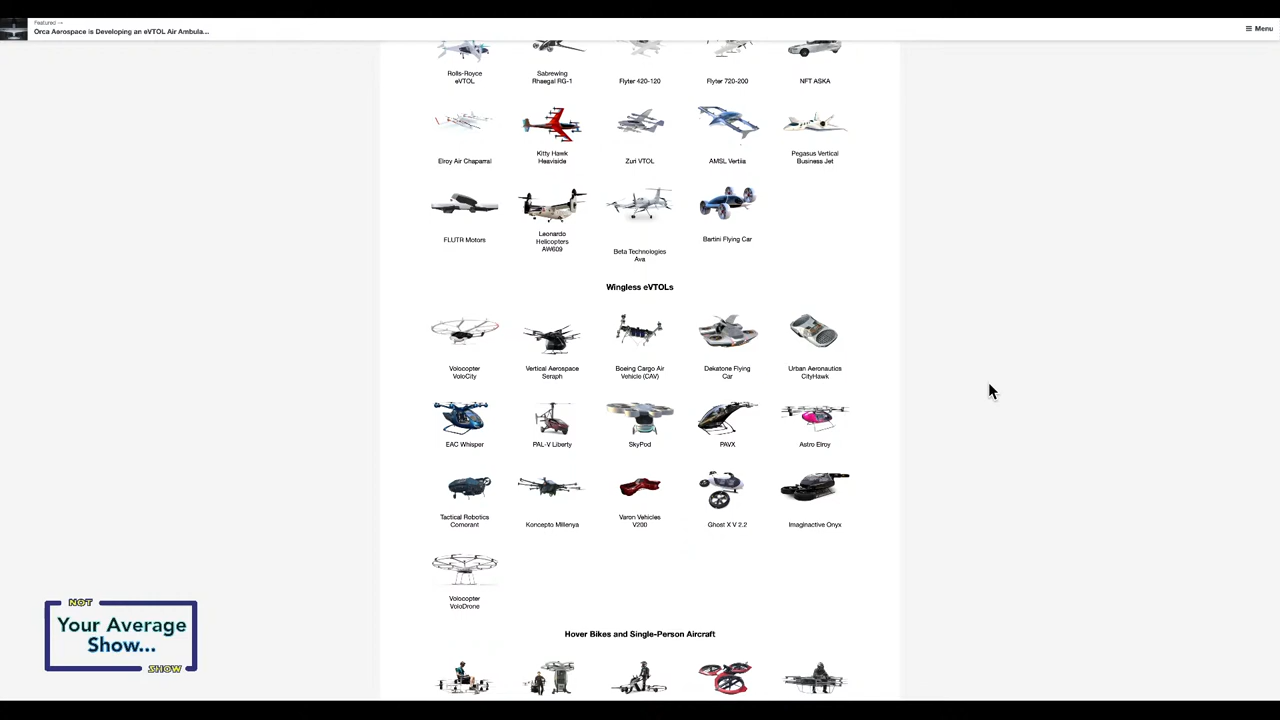 Featured →
Orca Aerospace is Developing an eVTOL Air Ambula...
≡ Menu
Rolls-Royce
eVTOL
Sabrewing
Rhaegal RG-1
Flyter 420-120
Flyter 720-200
NFT ASKA
Elroy Air Chaparral
Kitty Hawk
Heaviside
Zuri VTOL
AMSL Vertiia
Pegasus Vertical
Business Jet
FLUTR Motors
Leonardo
Helicopters
AW609
Beta Technologies
Ava
Bartini Flying Car
Wingless eVTOLs
Volocopter
VoloCity
Vertical Aerospace
Seraph
Boeing Cargo Air
Vehicle (CAV)
Dekatone Flying
Car
Urban Aeronautics
CityHawk
EAC Whisper
PAL-V Liberty
SkyPod
PAVX
Astro Elroy
Tactical Robotics
Cormorant
Koncepto Millenya
Varon Vehicles
V200
Ghost X V 2.2
Imaginactive Onyx
Volocopter
VoloDrone
Hover Bikes and Single-Person Aircraft
NOT
Your Average
Show...
SHOW